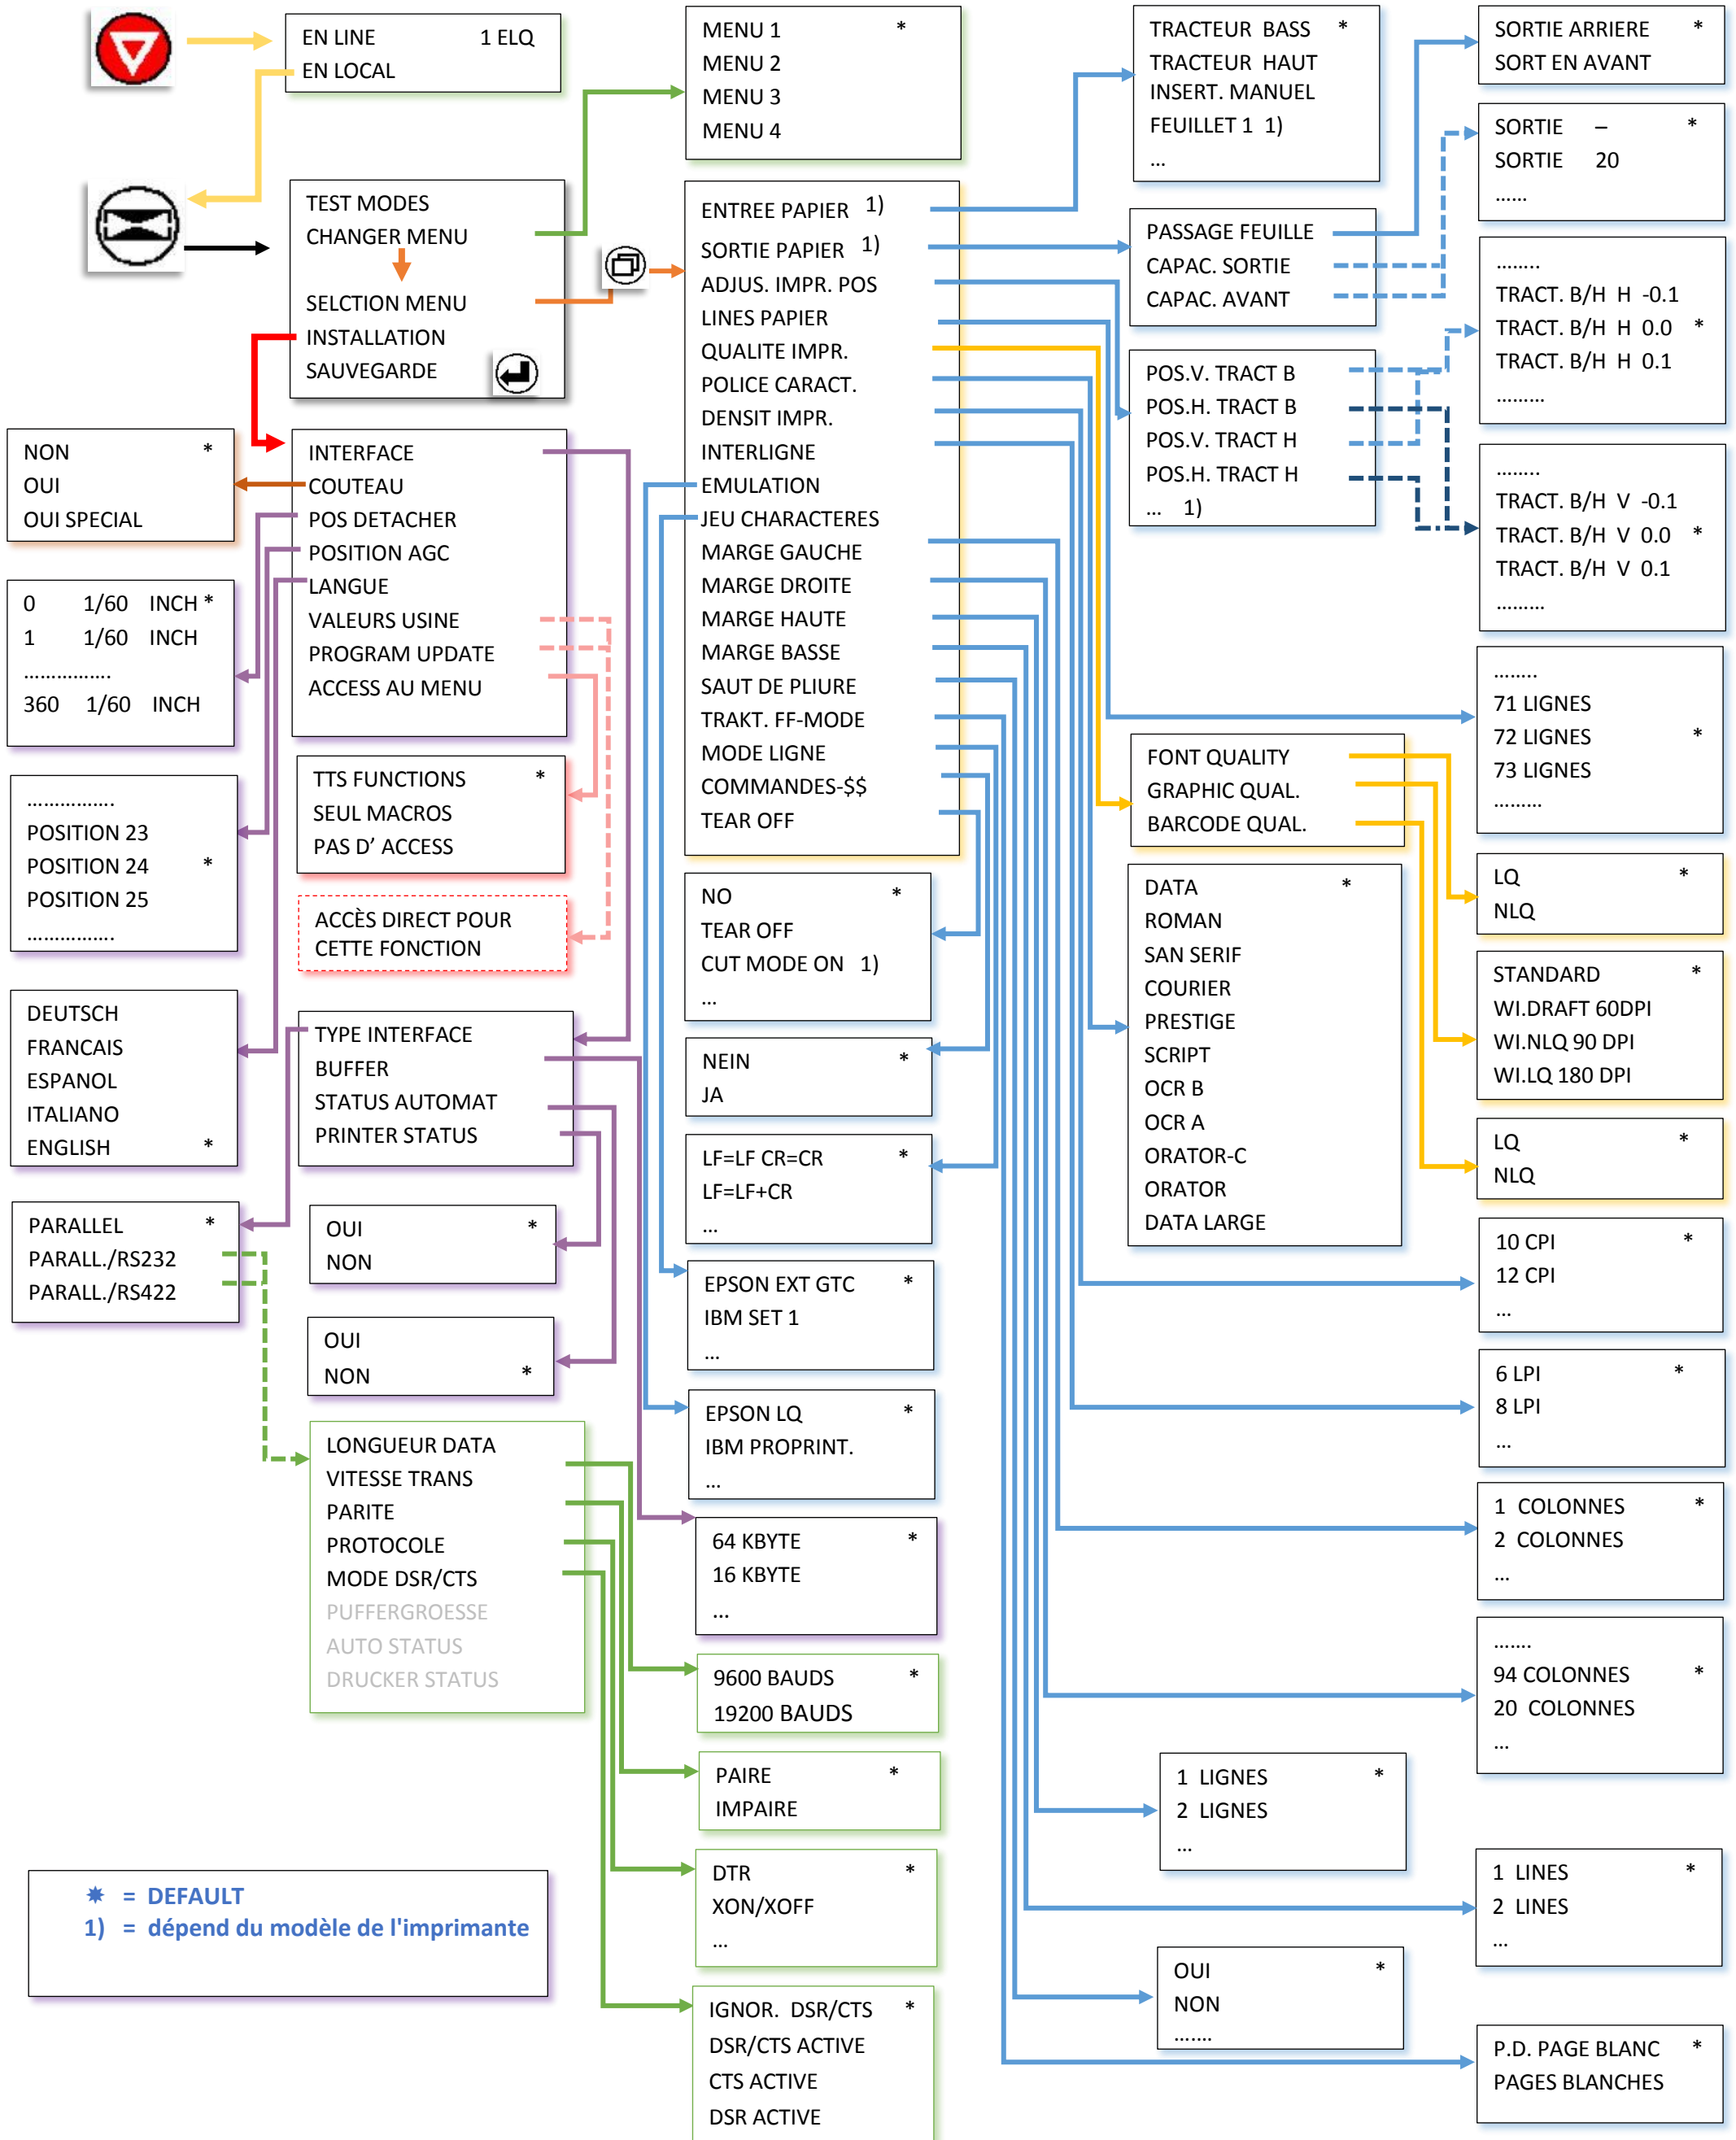 EN LINE 1 ELQ
EN LOCAL
MENU 1 *
MENU 2
MENU 3
MENU 4
TRACTEUR BASS *
TRACTEUR HAUT
INSERT. MANUEL
FEUILLET 1 1)
...
SORTIE ARRIERE *
SORT EN AVANT
SORTIE – *
SORTIE 20
......
TEST MODES
CHANGER MENU
SELCTION MENU
INSTALLATION
SAUVEGARDE
ENTREE PAPIER 1)
SORTIE PAPIER 1)
ADJUS. IMPR. POS
LINES PAPIER
QUALITE IMPR.
POLICE CARACT.
DENSIT IMPR.
INTERLIGNE
EMULATION
JEU CHARACTERES
MARGE GAUCHE
MARGE DROITE
MARGE HAUTE
MARGE BASSE
SAUT DE PLIURE
TRAKT. FF-MODE
MODE LIGNE
COMMANDES-$$
TEAR OFF
PASSAGE FEUILLE
CAPAC. SORTIE
CAPAC. AVANT
........
TRACT. B/H H -0.1
TRACT. B/H H 0.0 *
TRACT. B/H H 0.1
.........
POS.V. TRACT B
POS.H. TRACT B
POS.V. TRACT H
POS.H. TRACT H
... 1)
........
TRACT. B/H V -0.1
TRACT. B/H V 0.0 *
TRACT. B/H V 0.1
.........
NON *
OUI
OUI SPECIAL
INTERFACE
COUTEAU
POS DETACHER
POSITION AGC
LANGUE
VALEURS USINE
PROGRAM UPDATE
ACCESS AU MENU
0 1/60 INCH *
1 1/60 INCH
................
360 1/60 INCH
........
71 LIGNES
72 LIGNES *
73 LIGNES
.........
................
POSITION 23
POSITION 24 *
POSITION 25
................
TTS FUNCTIONS *
SEUL MACROS
PAS D’ ACCESS
ACCÈS DIRECT POUR
CETTE FONCTION
FONT QUALITY
GRAPHIC QUAL.
BARCODE QUAL.
LQ *
NLQ
NO *
TEAR OFF
CUT MODE ON 1)
...
DATA *
ROMAN
SAN SERIF
COURIER
PRESTIGE
SCRIPT
OCR B
OCR A
ORATOR-C
ORATOR
DATA LARGE
STANDARD *
WI.DRAFT 60DPI
WI.NLQ 90 DPI
WI.LQ 180 DPI
DEUTSCH
FRANCAIS
ESPANOL
ITALIANO
ENGLISH *
TYPE INTERFACE
BUFFER
STATUS AUTOMAT
PRINTER STATUS
NEIN *
JA
LQ *
NLQ
LF=LF CR=CR *
LF=LF+CR
...
PARALLEL *
PARALL./RS232
PARALL./RS422
OUI *
NON
10 CPI *
12 CPI
...
EPSON EXT GTC *
IBM SET 1
...
OUI
NON *
6 LPI *
8 LPI
...
EPSON LQ *
IBM PROPRINT.
...
LONGUEUR DATA
VITESSE TRANS
PARITE
PROTOCOLE
MODE DSR/CTS
PUFFERGROESSE
AUTO STATUS
DRUCKER STATUS
1 COLONNES *
2 COLONNES
...
64 KBYTE *
16 KBYTE
...
.......
94 COLONNES *
20 COLONNES
...
9600 BAUDS *
19200 BAUDS
PAIRE *
IMPAIRE
1 LIGNES *
2 LIGNES
...
DTR *
XON/XOFF
...
1 LINES *
2 LINES
...
✷ = DEFAULT
1) = dépend du modèle de l'imprimante
OUI *
NON
.......
IGNOR. DSR/CTS *
DSR/CTS ACTIVE
CTS ACTIVE
DSR ACTIVE
P.D. PAGE BLANC *
PAGES BLANCHES